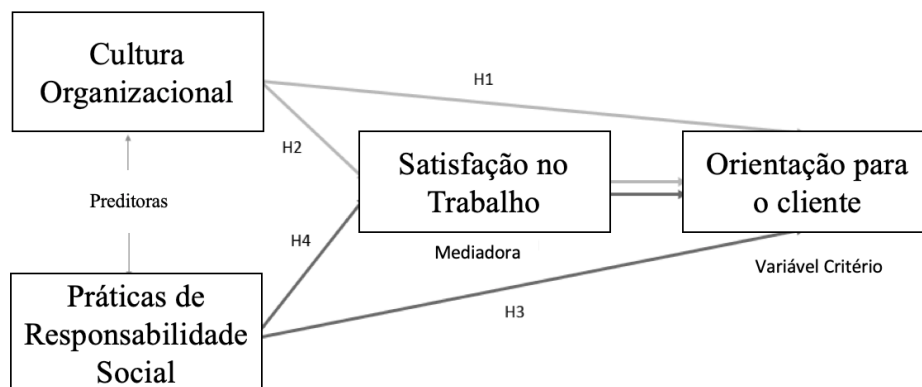 Cultura
Organizacional
H1
H2
Satisfação no
Trabalho
Orientação para
o cliente
Preditoras
H4
Mediadora
Variável Critério
Práticas de
Responsabilidade
Social
H3